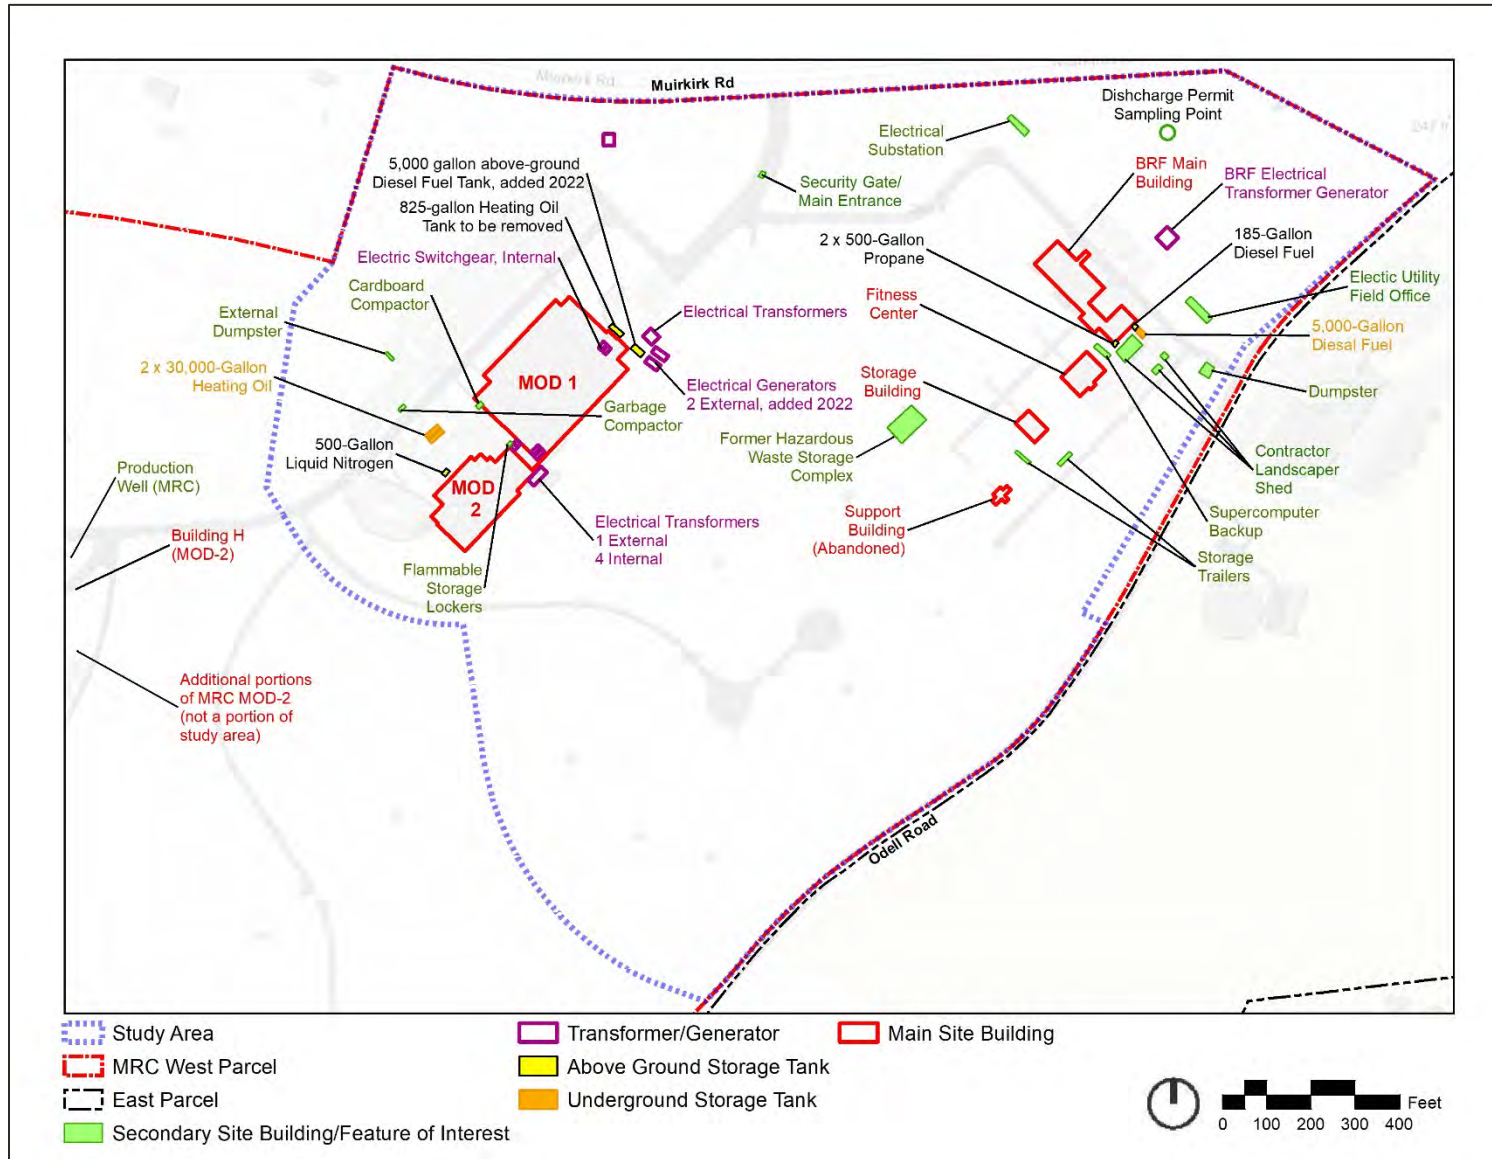 Muirkirk Rd
Muirkirk Rd
Dishcharge Permit
Sampling Point
Electrical
Substation
5,000 gallon above-ground
Diesel Fuel Tank, added 2022
Security Gate/
Main Entrance
BRF Main
Building
BRF Electrical
Transformer Generator
825-gallon Heating Oil
Tank to be removed
2 x 500-Gallon
Propane
185-Gallon
Diesel Fuel
Electric Switchgear, Internal
Cardboard
Compactor
Fitness
Center
Electic Utility
Field Office
External
Dumpster
Electrical Transformers
5,000-Gallon
Diesal Fuel
2 x 30,000-Gallon
Heating Oil
MOD 1
Electrical Generators
2 External, added 2022
Storage
Building
Dumpster
Garbage
Compactor
500-Gallon
Liquid Nitrogen
Former Hazardous
Waste Storage
Complex
Contractor
Landscaper
Shed
Production
Well (MRC)
MOD
2
Building H
(MOD-2)
Electrical Transformers
1 External
4 Internal
Support
Building
(Abandoned)
Supercomputer
Backup
Flammable
Storage
Lockers
Storage
Trailers
Additional portions
of MRC MOD-2
(not a portion of
study area)
Odell Road
Study Area
MRC West Parcel
East Parcel
Secondary Site Building/Feature of Interest
Transformer/Generator
Above Ground Storage Tank
Underground Storage Tank
Main Site Building
Feet
0 100 200 300 400